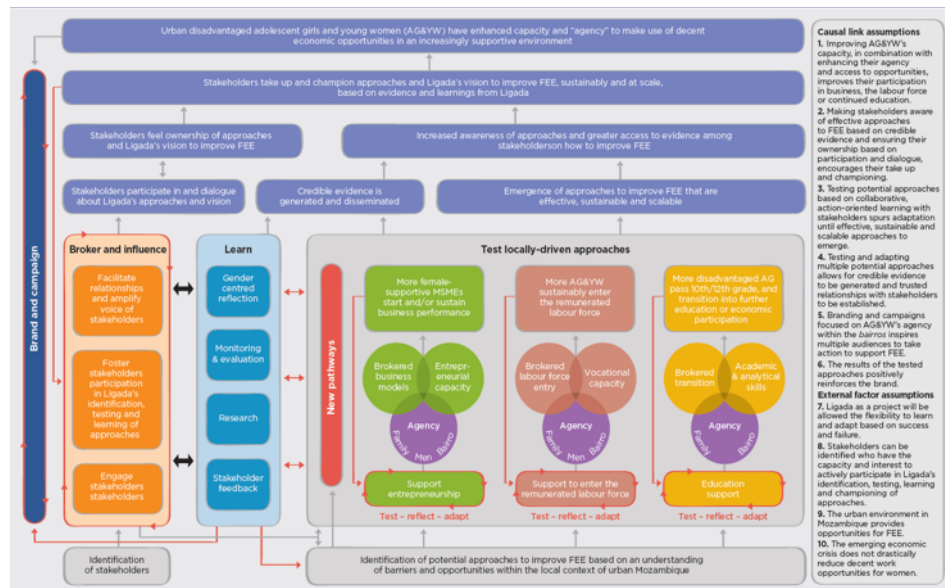 Urban disadvantaged adolescent girls and young women (AG&YW) have enhanced capacity and "agency" to make use of decent
economic opportunities in an increasingly supportive environment
Stakeholders take up and champion approaches and Ligada's vision to improve FEE, sustainably and at scale,
based on evidence and learnings from Ligada
Stakeholders feel ownership of approaches
and Ligada's vision to improve FEE
Increased awareness of approaches and greater access to evidence among
stakeholderson how to improve FEE
Stakeholders participate in and dialogue
about Ligada's approaches and vision
Credible evidence is
generated and disseminated
Emergence of approaches to improve FEE that are
effective, sustainable and scalable
Brand and campaign
Broker and influence
Facilitate
relationships
and amplify
voice of
stakeholders
Foster
stakeholders
participation
in Ligada's
identification,
testing and
learning of
approaches
Engage
stakeholders
stakeholders
Learn
Gender
centred
reflection
Monitoring
& evaluation
Research
Stakeholder
feedback
Test locally-driven approaches
New pathways
More female-
supportive MSMEs
start and/or sustain
business performance
Brokered
business
models
Entrepre-
neurial
capacity
Agency
Family
Men
Bairro
Support
entrepreneurship
Test – reflect – adapt
More AG&YW
sustainably enter
the remunerated
labour force
Brokered
labour force
entry
Vocational
capacity
Agency
Family
Men
Bairro
Support to enter the
remunerated labour force
Test – reflect – adapt
More disadvantaged AG
pass 10th/12th grade, and
transition into further
education or economic
participation
Brokered
transition
Academic
& analytical
skills
Agency
Family
Men
Bairro
Education
support
Test – reflect – adapt
Identification
of stakeholders
Identification of potential approaches to improve FEE based on an understanding
of barriers and opportunities within the local context of urban Mozambique
Causal link assumptions
1. Improving AG&YW's
capacity, in combination with
enhancing their agency
and access to opportunities,
improves their participation
in business, the labour force
or continued education.
2. Making stakeholders aware
of effective approaches
to FEE based on credible
evidence and ensuring their
ownership based on
participation and dialogue,
encourages their take up
and championing.
3. Testing potential approaches
based on collaborative,
action-oriented learning with
stakeholders spurs adaptation
until effective, sustainable and
scalable approaches to
emerge.
4. Testing and adapting
multiple potential approaches
allows for credible evidence
to be generated and trusted
relationships with stakeholders
to be established.
5. Branding and campaigns
focused on AG&YW's agency
within the bairros inspires
multiple audiences to take
action to support FEE.
6. The results of the tested
approaches positively
reinforces the brand.
External factor assumptions
7. Ligada as a project will be
allowed the flexibility to learn
and adapt based on success
and failure.
8. Stakeholders can be
identified who have the
capacity and interest to
actively participate in Ligada's
identification, testing, learning
and championing of
approaches.
9. The urban environment in
Mozambique provides
opportunities for FEE.
10. The emerging economic
crisis does not drastically
reduce decent work
opportunities for women.